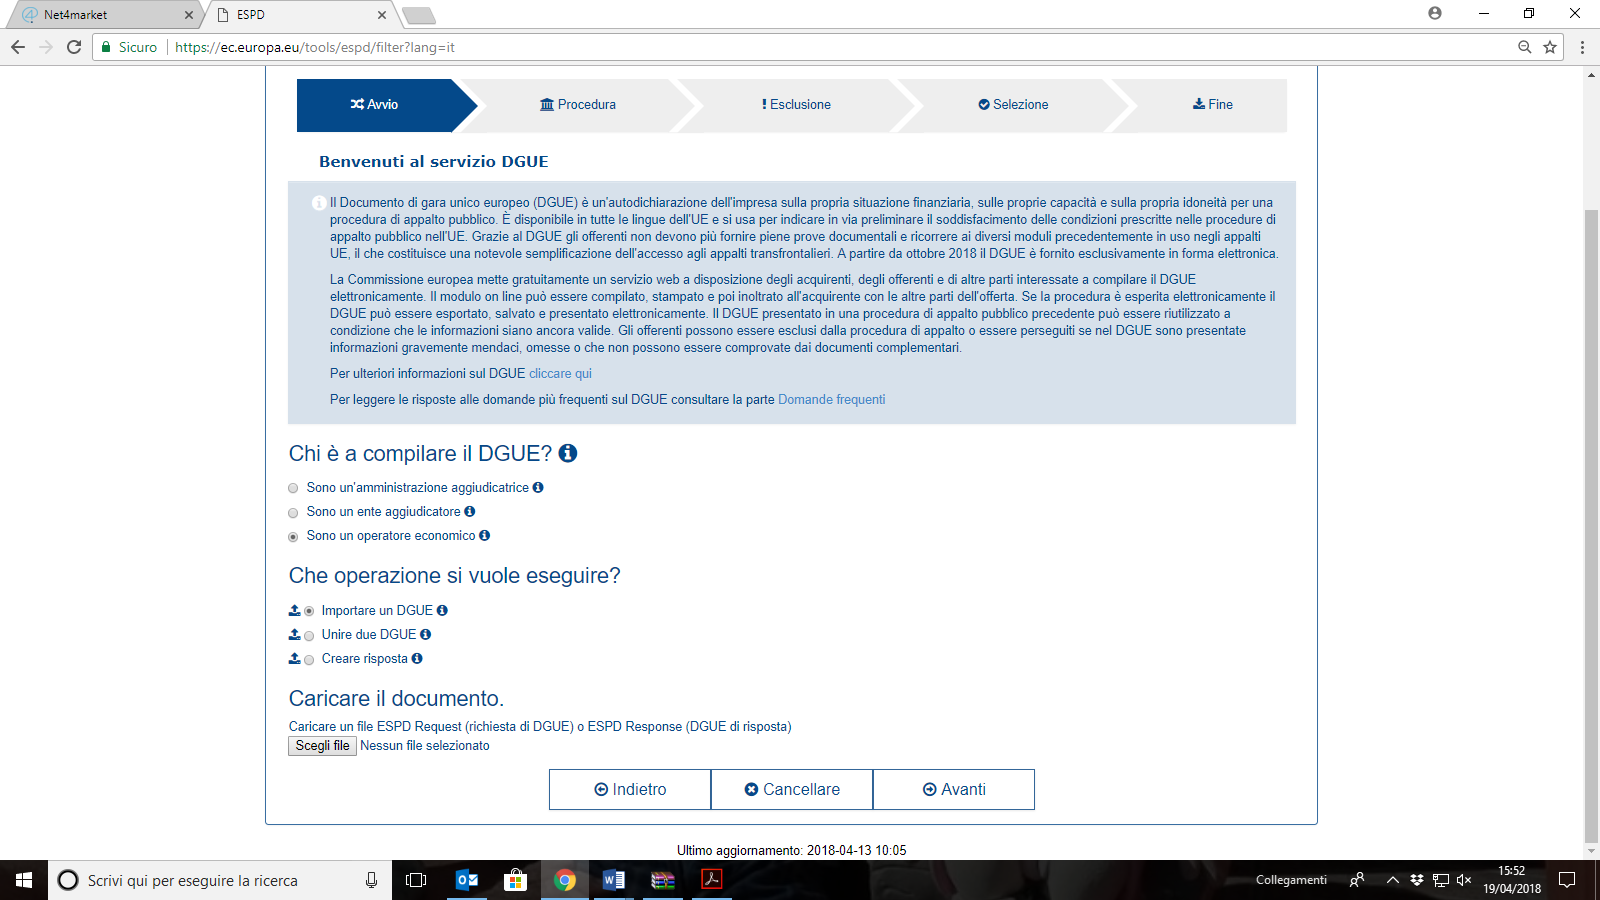 Net4market
ESPD
Sicuro
https://ec.europa.eu/tools/espd/filter?lang=it
Avvio
Procedura
Esclusione
Selezione
Fine
Benvenuti al servizio DGUE
Il Documento di gara unico europeo (DGUE) è un'autodichiarazione dell'impresa sulla propria situazione finanziaria, sulle proprie capacità e sulla propria idoneità per una
procedura di appalto pubblico. È disponibile in tutte le lingue dell'UE e si usa per indicare in via preliminare il soddisfacimento delle condizioni prescritte nelle procedure di
appalto pubblico nell'UE. Grazie al DGUE gli offerenti non devono più fornire piene prove documentali e ricorrere ai diversi moduli precedentemente in uso negli appalti
UE, il che costituisce una notevole semplificazione dell'accesso agli appalti transfrontalieri. A partire da ottobre 2018 il DGUE è fornito esclusivamente in forma elettronica.
La Commissione europea mette gratuitamente un servizio web a disposizione degli acquirenti, degli offerenti e di altre parti interessate a compilare il DGUE
elettronicamente. Il modulo on line può essere compilato, stampato e poi inoltrato all'acquirente con le altre parti dell'offerta. Se la procedura è esperita elettronicamente il
DGUE può essere esportato, salvato e presentato elettronicamente. Il DGUE presentato in una procedura di appalto pubblico precedente può essere riutilizzato a
condizione che le informazioni siano ancora valide. Gli offerenti possono essere esclusi dalla procedura di appalto o essere perseguiti se nel DGUE sono presentate
informazioni gravemente mendaci, omesse o che non possono essere comprovate dai documenti complementari.
Per ulteriori informazioni sul DGUE cliccare qui
Per leggere le risposte alle domande più frequenti sul DGUE consultare la parte Domande frequenti
Chi è a compilare il DGUE?
Sono un'amministrazione aggiudicatrice
Sono un ente aggiudicatore
Sono un operatore economico
Che operazione si vuole eseguire?
Importare un DGUE
Unire due DGUE
Creare risposta
Caricare il documento.
Caricare un file ESPD Request (richiesta di DGUE) o ESPD Response (DGUE di risposta)
Scegli file Nessun file selezionato
Indietro
Cancellare
Avanti
Ultimo aggiornamento: 2018-04-13 10:05
Scrivi qui per eseguire la ricerca
Collegamenti
15:52
19/04/2018